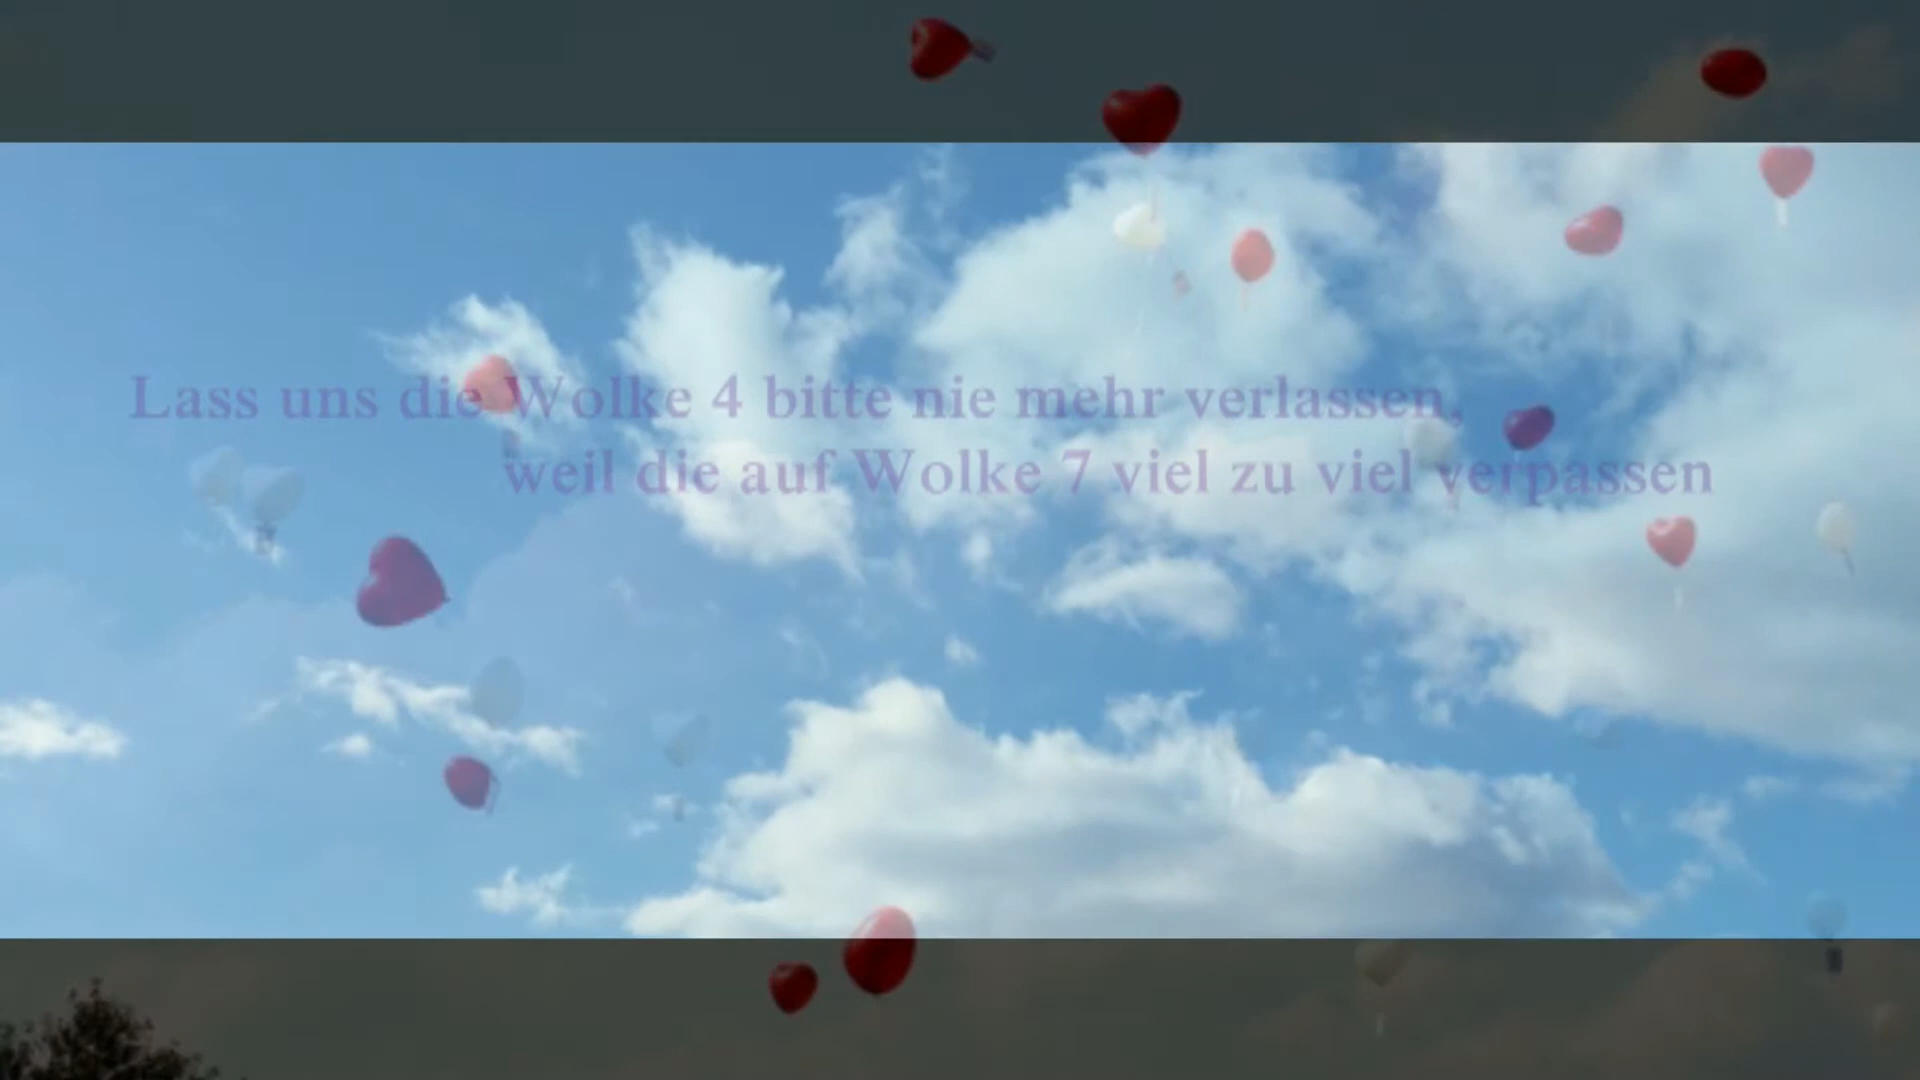 Lass uns die Wolke 4 bitte nie mehr verlassen,
weil die auf Wolke 7 viel zu viel verpassen